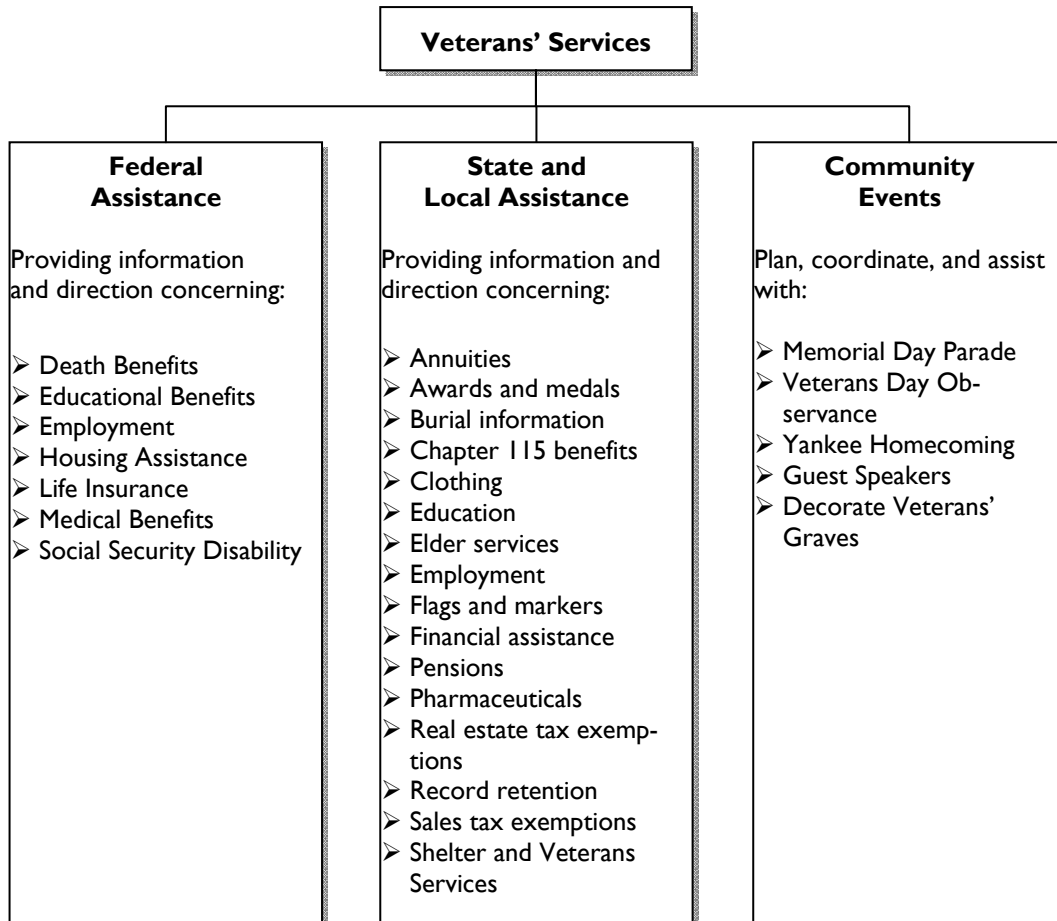 Veterans’ Services
Federal
Assistance
Providing information
and direction concerning:
➢ Death Benefits
➢ Educational Benefits
➢ Employment
➢ Housing Assistance
➢ Life Insurance
➢ Medical Benefits
➢ Social Security Disability
State and
Local Assistance
Providing information and
direction concerning:
➢ Annuities
➢ Awards and medals
➢ Burial information
➢ Chapter 115 benefits
➢ Clothing
➢ Education
➢ Elder services
➢ Employment
➢ Flags and markers
➢ Financial assistance
➢ Pensions
➢ Pharmaceuticals
➢ Real estate tax exemp-
tions
➢ Record retention
➢ Sales tax exemptions
➢ Shelter and Veterans
Services
Community
Events
Plan, coordinate, and assist
with:
➢ Memorial Day Parade
➢ Veterans Day Ob-
servance
➢ Yankee Homecoming
➢ Guest Speakers
➢ Decorate Veterans’
Graves